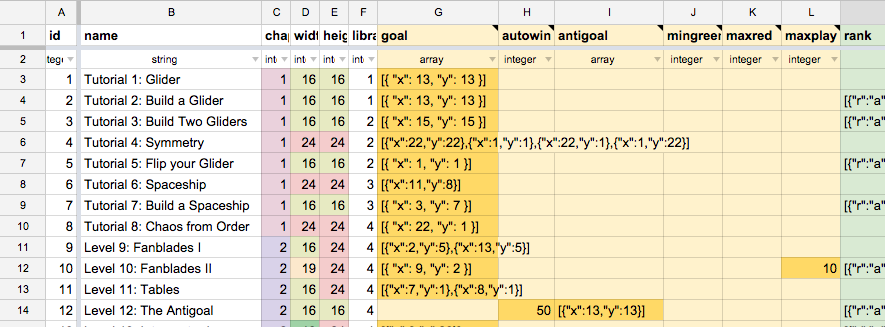 A B C D E F G H I J K L
1 id name chap widt heig libra goal autowin antigoal mingreen maxred maxplay rank
2 tege string int int int int array integer array integer integer integer
3 1 Tutorial 1: Glider 1 16 16 1 [{ "x": 13, "y": 13 }]
4 2 Tutorial 2: Build a Glider 1 16 16 1 [{ "x": 13, "y": 13 }] [{"r":"a"
5 3 Tutorial 3: Build Two Gliders 1 16 16 2 [{ "x": 15, "y": 15 }] [{"r":"a"
6 4 Tutorial 4: Symmetry 1 24 24 2 [{"x":22,"y":22},{"x":1,"y":1},{"x":22,"y":1},{"x":1,"y":22}]
7 5 Tutorial 5: Flip your Glider 1 16 16 2 [{ "x": 1, "y": 1 }] [{"r":"a"
8 6 Tutorial 6: Spaceship 1 24 24 3 [{"x":11,"y":8}]
9 7 Tutorial 7: Build a Spaceship 1 16 24 3 [{ "x": 3, "y": 7 }] [{"r":"a"
10 8 Tutorial 8: Chaos from Order 1 24 24 4 [{ "x": 22, "y": 1 }]
11 9 Level 9: Fanblades I 2 16 24 4 [{"x":2,"y":5},{"x":13,"y":5}]
12 10 Level 10: Fanblades II 2 19 24 4 [{ "x": 9, "y": 2 }] 10 [{"r":"a"
13 11 Level 11: Tables 2 16 24 4 [{"x":7,"y":1},{"x":8,"y":1}]
14 12 Level 12: The Antigoal 2 16 16 4 50 [{"x":13,"y":13}] [{"r":"a"